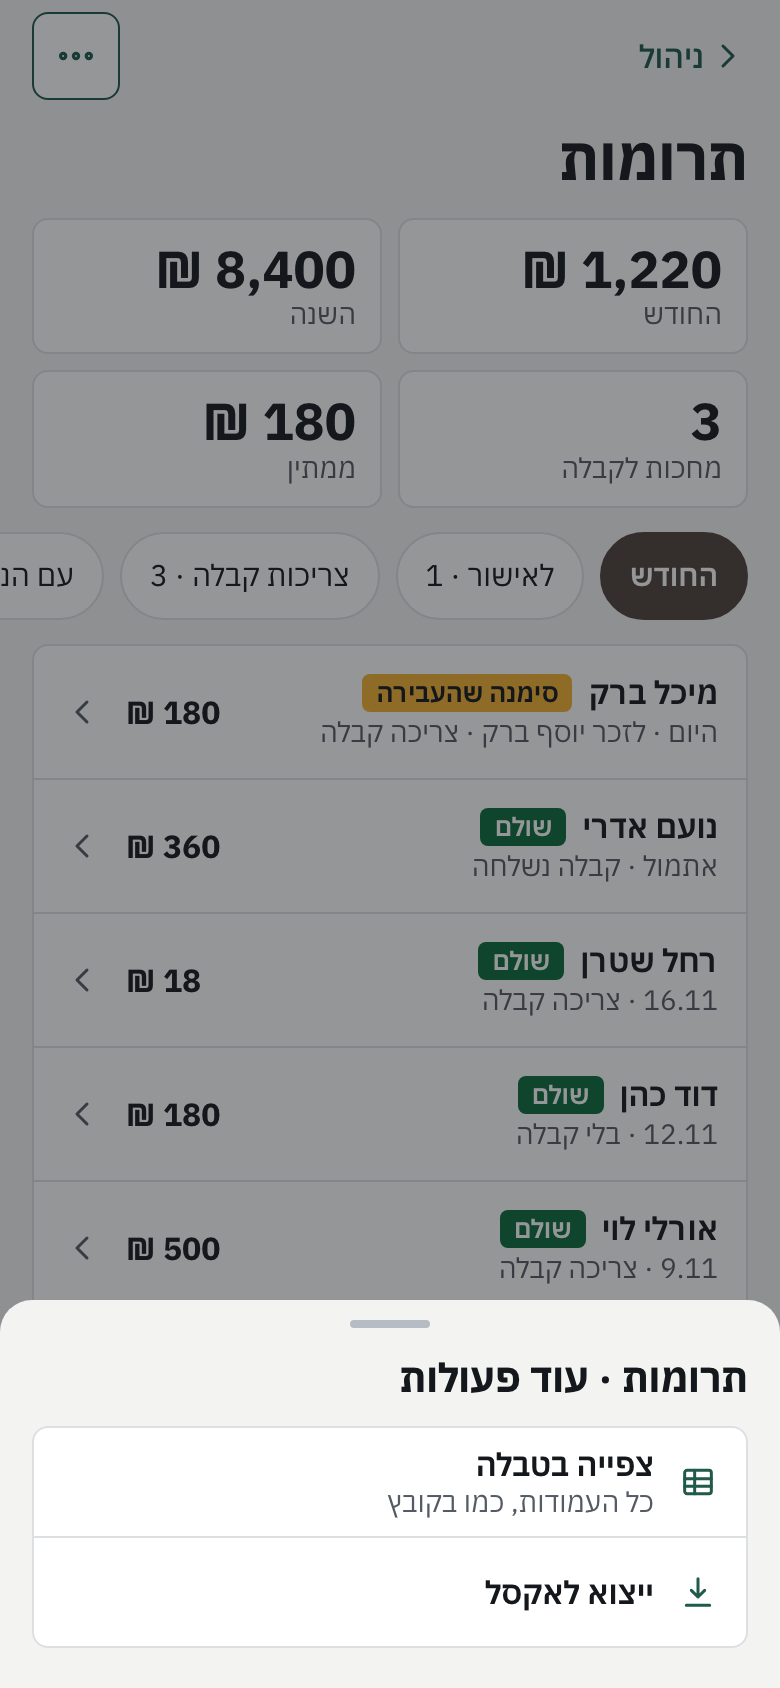 ניהול
תרומות
1,220 ₪
החודש
8,400 ₪
השנה
3
מחכות לקבלה
180 ₪
ממתין
החודש
לאישור · 1
צריכות קבלה · 3
עם הנ
מיכל ברק
סימנה שהעבירה
180 ₪
היום · לזכר יוסף ברק · צריכה קבלה
נועם אדרי
שולם
360 ₪
אתמול · קבלה נשלחה
רחל שטרן
שולם
18 ₪
16.11 · צריכה קבלה
דוד כהן
שולם
180 ₪
12.11 · בלי קבלה
אורלי לוי
שולם
500 ₪
9.11 · צריכה קבלה
תרומות · עוד פעולות
צפייה בטבלה
כל העמודות, כמו בקובץ
ייצוא לאקסל